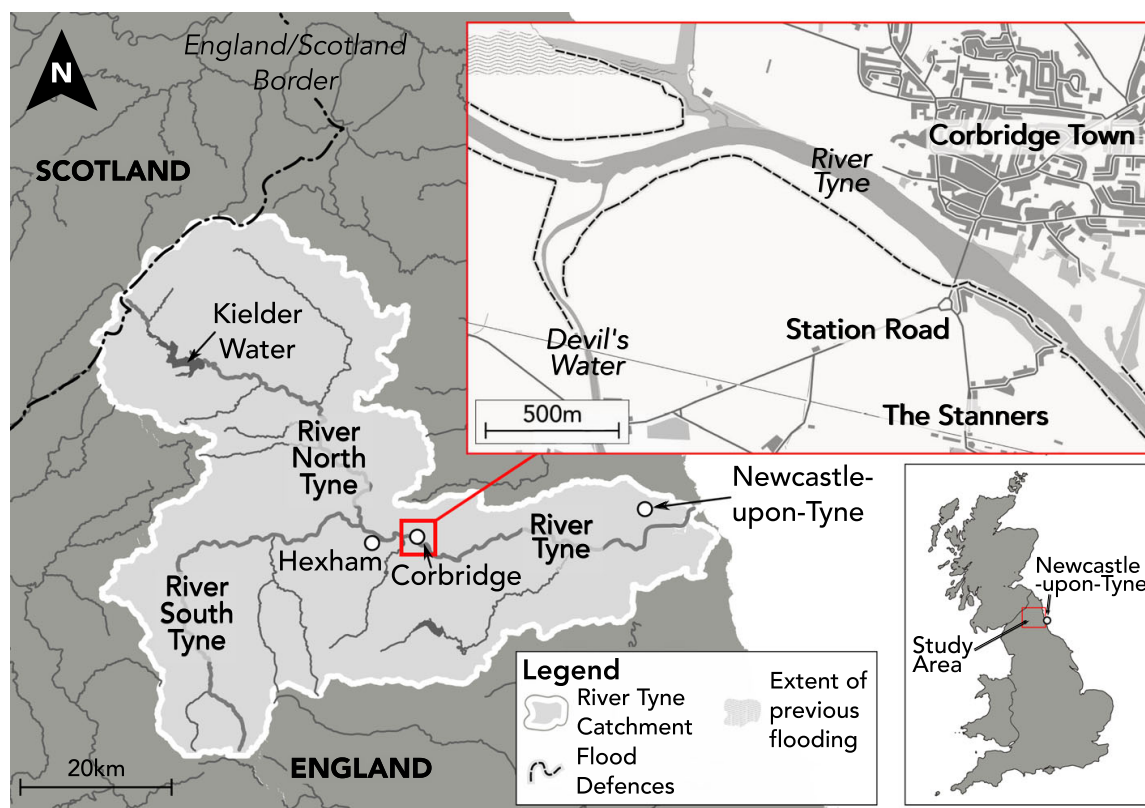 N
England/Scotland
Border
SCOTLAND
Kielder
Water
River
North
Tyne
Hexham
Corbridge
River
Tyne
River
South
Tyne
Newcastle-
upon-Tyne
ENGLAND
20km
Corbridge Town
River
Tyne
Station Road
Devil's
Water
The Stanners
500m
Legend
River Tyne
Catchment
Flood
Defences
Extent of
previous
flooding
Newcastle
-upon-Tyne
Study
Area